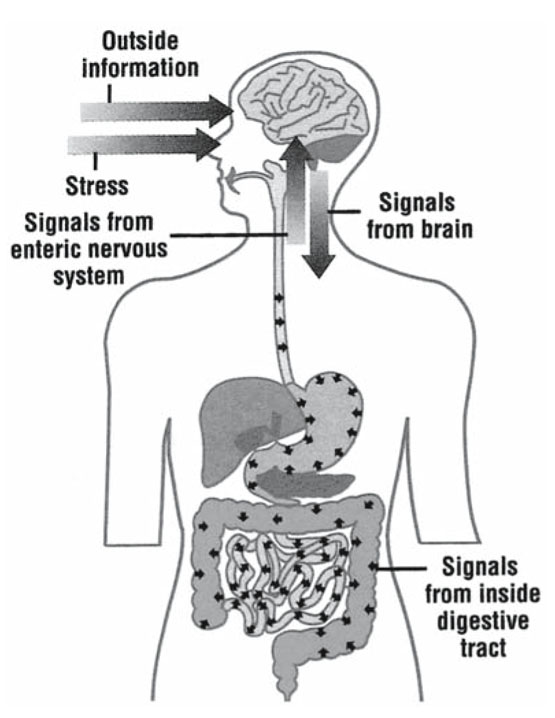 Outside
information
Stress
Signals from
enteric nervous
system
Signals
from brain
Signals
from inside
digestive
tract